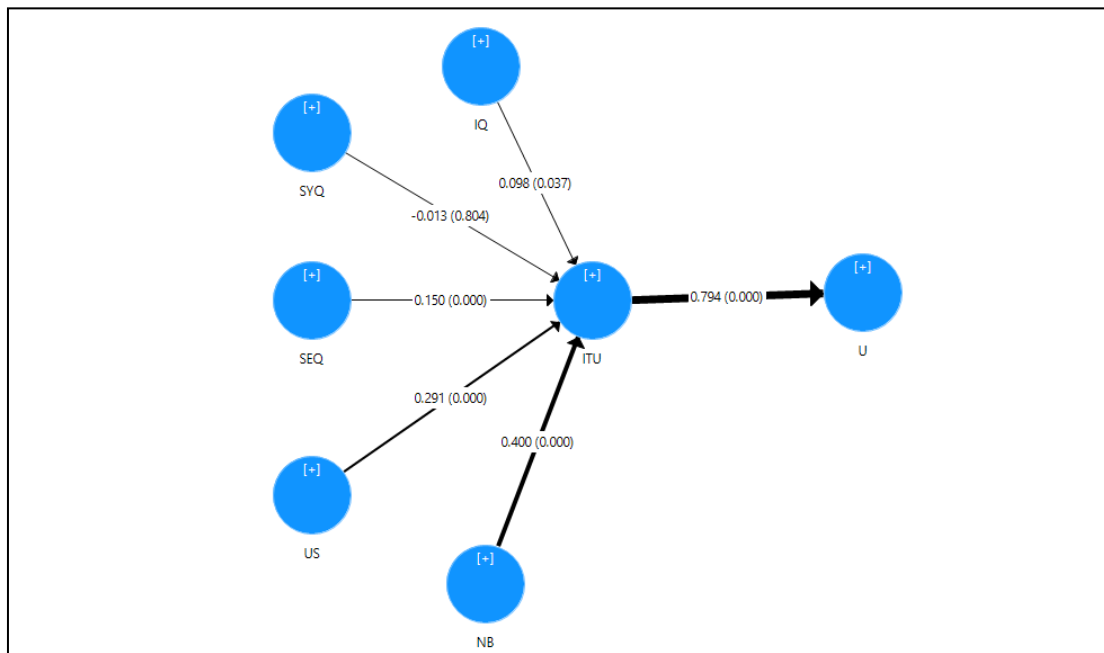 [+]
IQ
[+]
SYQ
0.098 (0.037)
-0.013 (0.804)
[+]
SEQ
0.150 (0.000)
[+]
ITU
0.794 (0.000)
[+]
U
0.291 (0.000)
0.400 (0.000)
[+]
US
[+]
NB